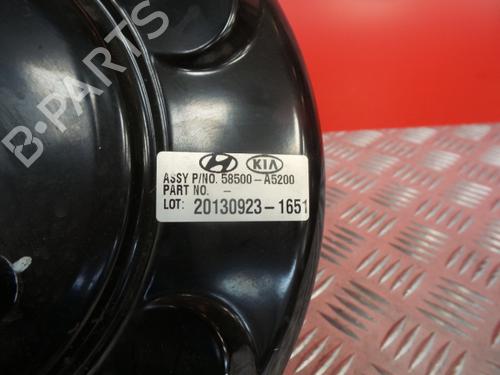 B-PARTS
KIA
ASSY P/NO. 58500-A5200
PART NO. -
LOT: 20130923-1651